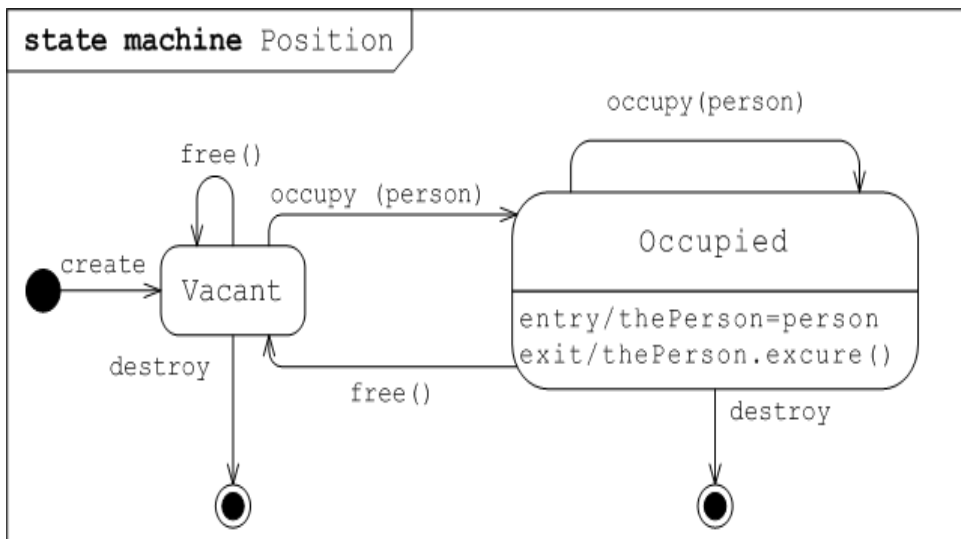 state machine Position
occupy(person)
free()
occupy (person)
Occupied
create
Vacant
entry/thePerson=person
exit/thePerson.excure()
destroy
free()
destroy